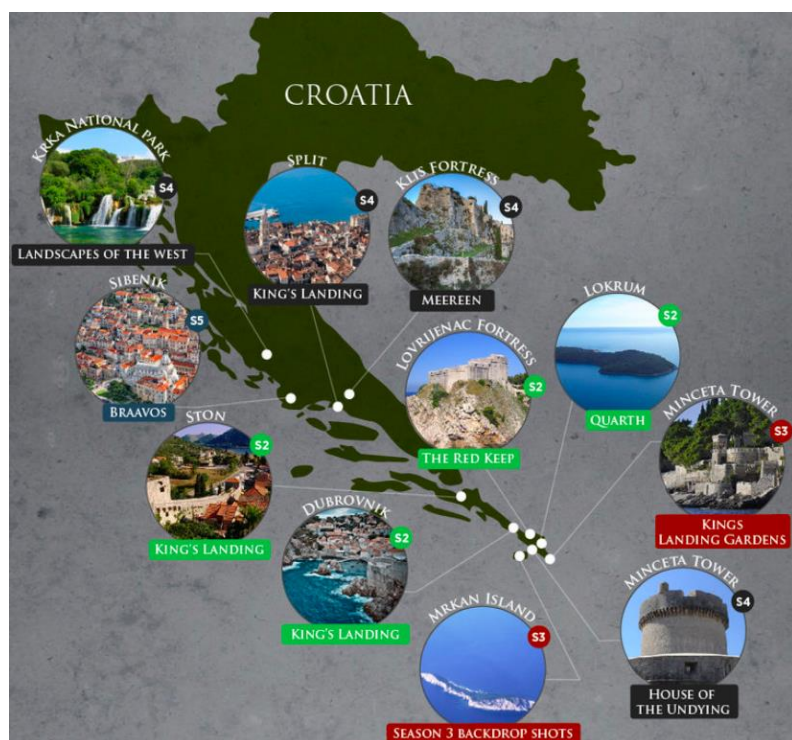 CROATIA
KRKA NATIONAL PARK
S4
LANDSCAPES OF THE WEST
SPLIT
S4
KING'S LANDING
KLIS FORTRESS
S4
MEEREEN
SIBENIK
S5
BRAAVOS
LOVRIJENAC FORTRESS
S2
THE RED KEEP
LOKRUM
S2
QUARTH
MINCETA TOWER
S3
KINGS
LANDING GARDENS
STON
S2
KING'S LANDING
DUBROVNIK
S2
KING'S LANDING
MRKAN ISLAND
S3
SEASON 3 BACKDROP SHOTS
MINCETA TOWER
S4
HOUSE OF
THE UNDYING